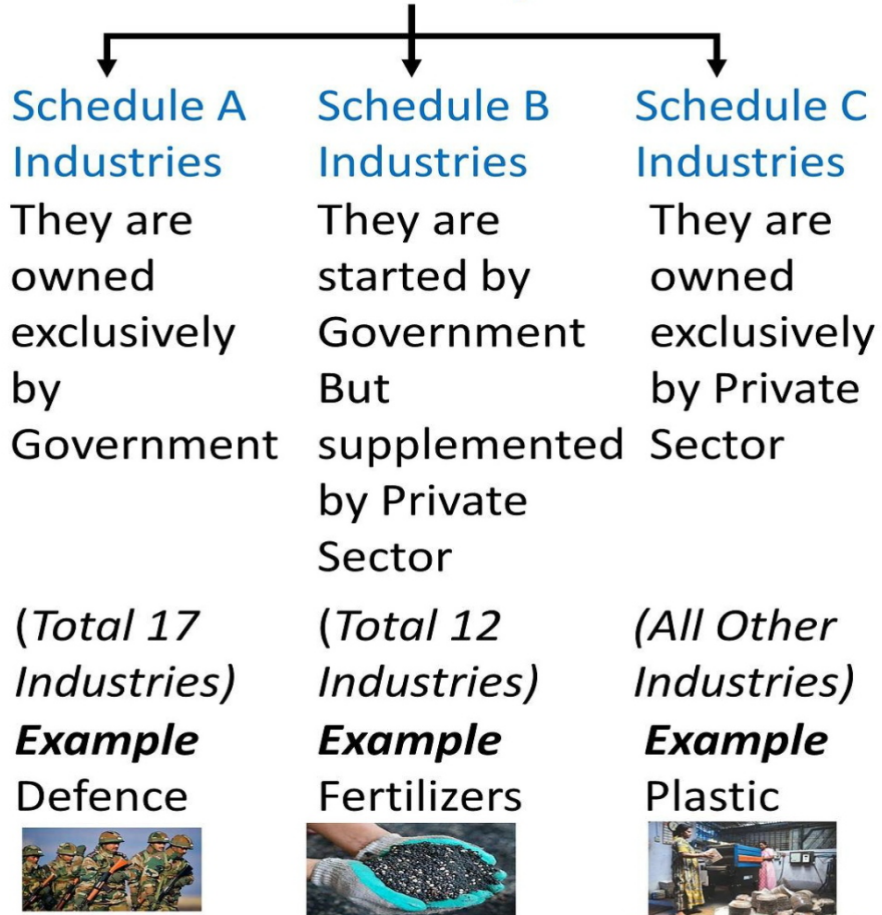 Schedule A
Industries
They are
owned
exclusively
by
Government
(Total 17
Industries)
Example
Defence
Schedule B
Industries
They are
started by
Government
But
supplemented
by Private
Sector
(Total 12
Industries)
Example
Fertilizers
Schedule C
Industries
They are
owned
exclusively
by Private
Sector
(All Other
Industries)
Example
Plastic